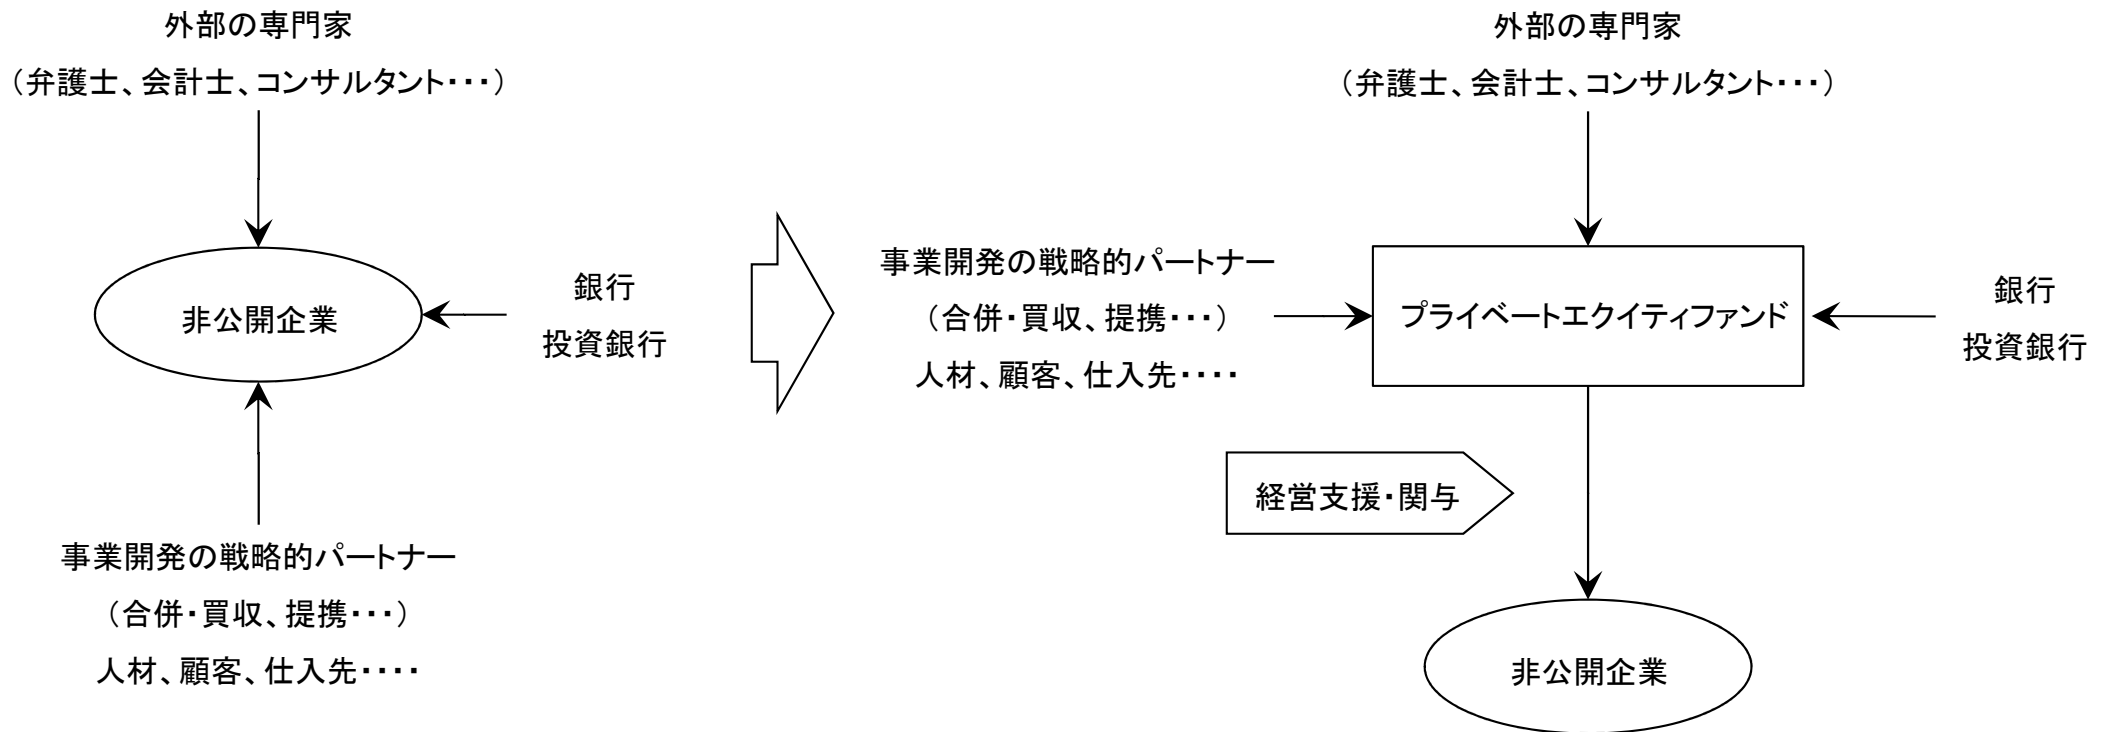 外部の専門家
（弁護士、会計士、コンサルタント・・・）
非公開企業
銀行
投資銀行
事業開発の戦略的パートナー
（合併・買収、提携・・・）
人材、顧客、仕入先・・・・
外部の専門家
（弁護士、会計士、コンサルタント・・・）
事業開発の戦略的パートナー
（合併・買収、提携・・・）
人材、顧客、仕入先・・・・
プライベートエクイティファンド
銀行
投資銀行
経営支援・関与
非公開企業